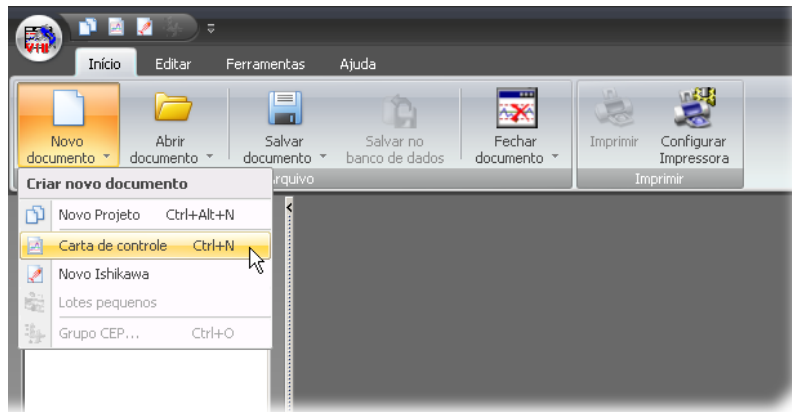 VIII
Início Editar Ferramentas Ajuda
Novo documento
Abrir documento
Salvar documento
Salvar no banco de dados
Fechar documento
Imprimir
Configurar Impressora
Imprimir
Criar novo documento
Novo Projeto Ctrl+Alt+N
Carta de controle Ctrl+N
Novo Ishikawa
Lotes pequenos
Grupo CEP... Ctrl+O